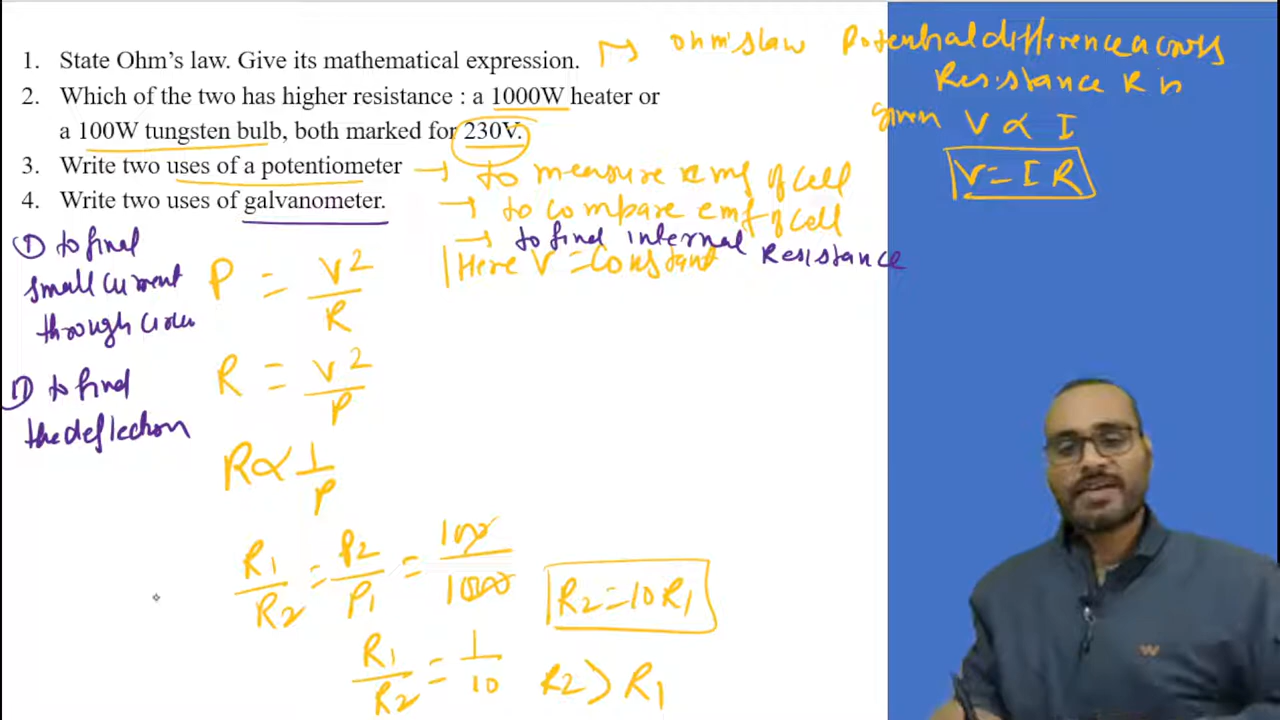 1. State Ohm's law. Give its mathematical expression.
2. Which of the two has higher resistance : a 1000W heater or
a 100W tungsten bulb, both marked for 230V.
3. Write two uses of a potentiometer
4. Write two uses of galvanometer.
→ ohm's law Potential difference across
Resistance R is
given V ∝ I
V = I R
→ to measure emf of cell
→ to compare emf of cell
→ to find internal Resistance
Here V = Constant
① to find
small current
through
① to find
the deflection
P = V²/R
R = V²/P
R ∝ 1/P
R1/R2 = P2/P1 = 100/1000
R2 = 10R1
R1/R2 = 1/10 R2 > R1
W